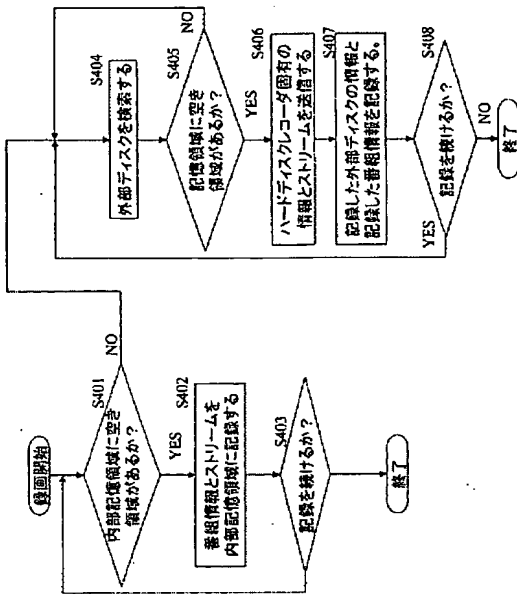 録画開始
S401
内部記憶領域に空き
領域があるか？
NO
YES
S402
番組情報とストリームを
内部記憶領域に記録する
S403
記録を続けるか？
終了
S404
外部ディスクを検索する
NO
S405
記憶領域に空き
領域があるか？
YES
S406
ハードディスクレコーダ固有の
情報とストリームを送信する
S407
記録した外部ディスクの情報と
記録した番組情報を記録する。
S408
記録を続けるか？
YES
NO
終了